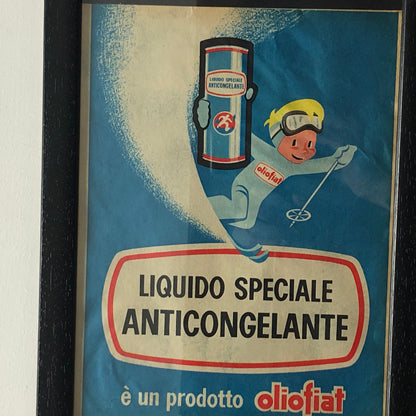 LIQUIDO SPECIALE
ANTICONGELANTE
oliofiat
LIQUIDO SPECIALE
ANTICONGELANTE
è un prodotto oliofiat